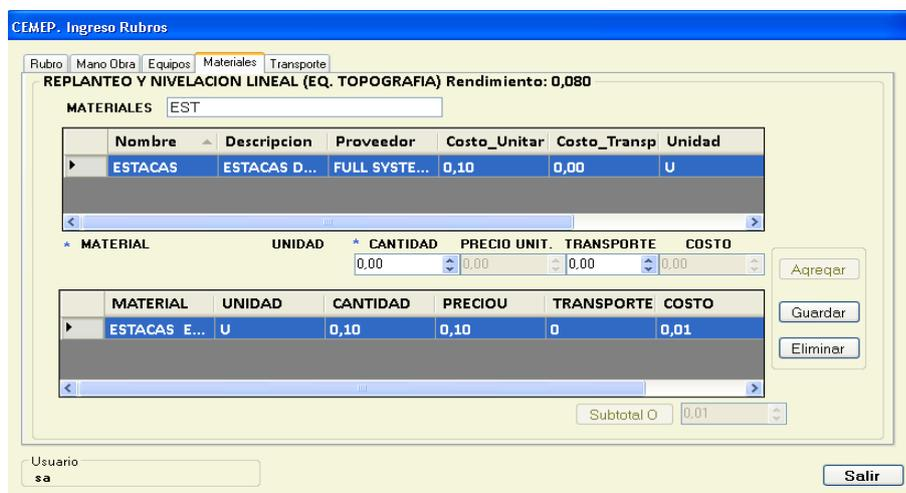 CEMEP. Ingreso Rubros
Rubro Mano Obra Equipos Materiales Transporte
REPLANTEO Y NIVELACION LINEAL (EQ. TOPOGRAFIA) Rendimiento: 0,080
MATERIALES EST
Nombre Descripcion Proveedor Costo_Unitar Costo_Transp Unidad
ESTACAS ESTACAS D... FULL SYSTE... 0,10 0,00 U
* MATERIAL UNIDAD * CANTIDAD PRECIO UNIT. TRANSPORTE COSTO
0,00 0,00 0,00 0,00
Agregar
MATERIAL UNIDAD CANTIDAD PRECIOU TRANSPORTE COSTO
ESTACAS E... U 0,10 0,10 0 0,01
Guardar
Eliminar
Subtotal O 0,01
Usuario
sa
Salir